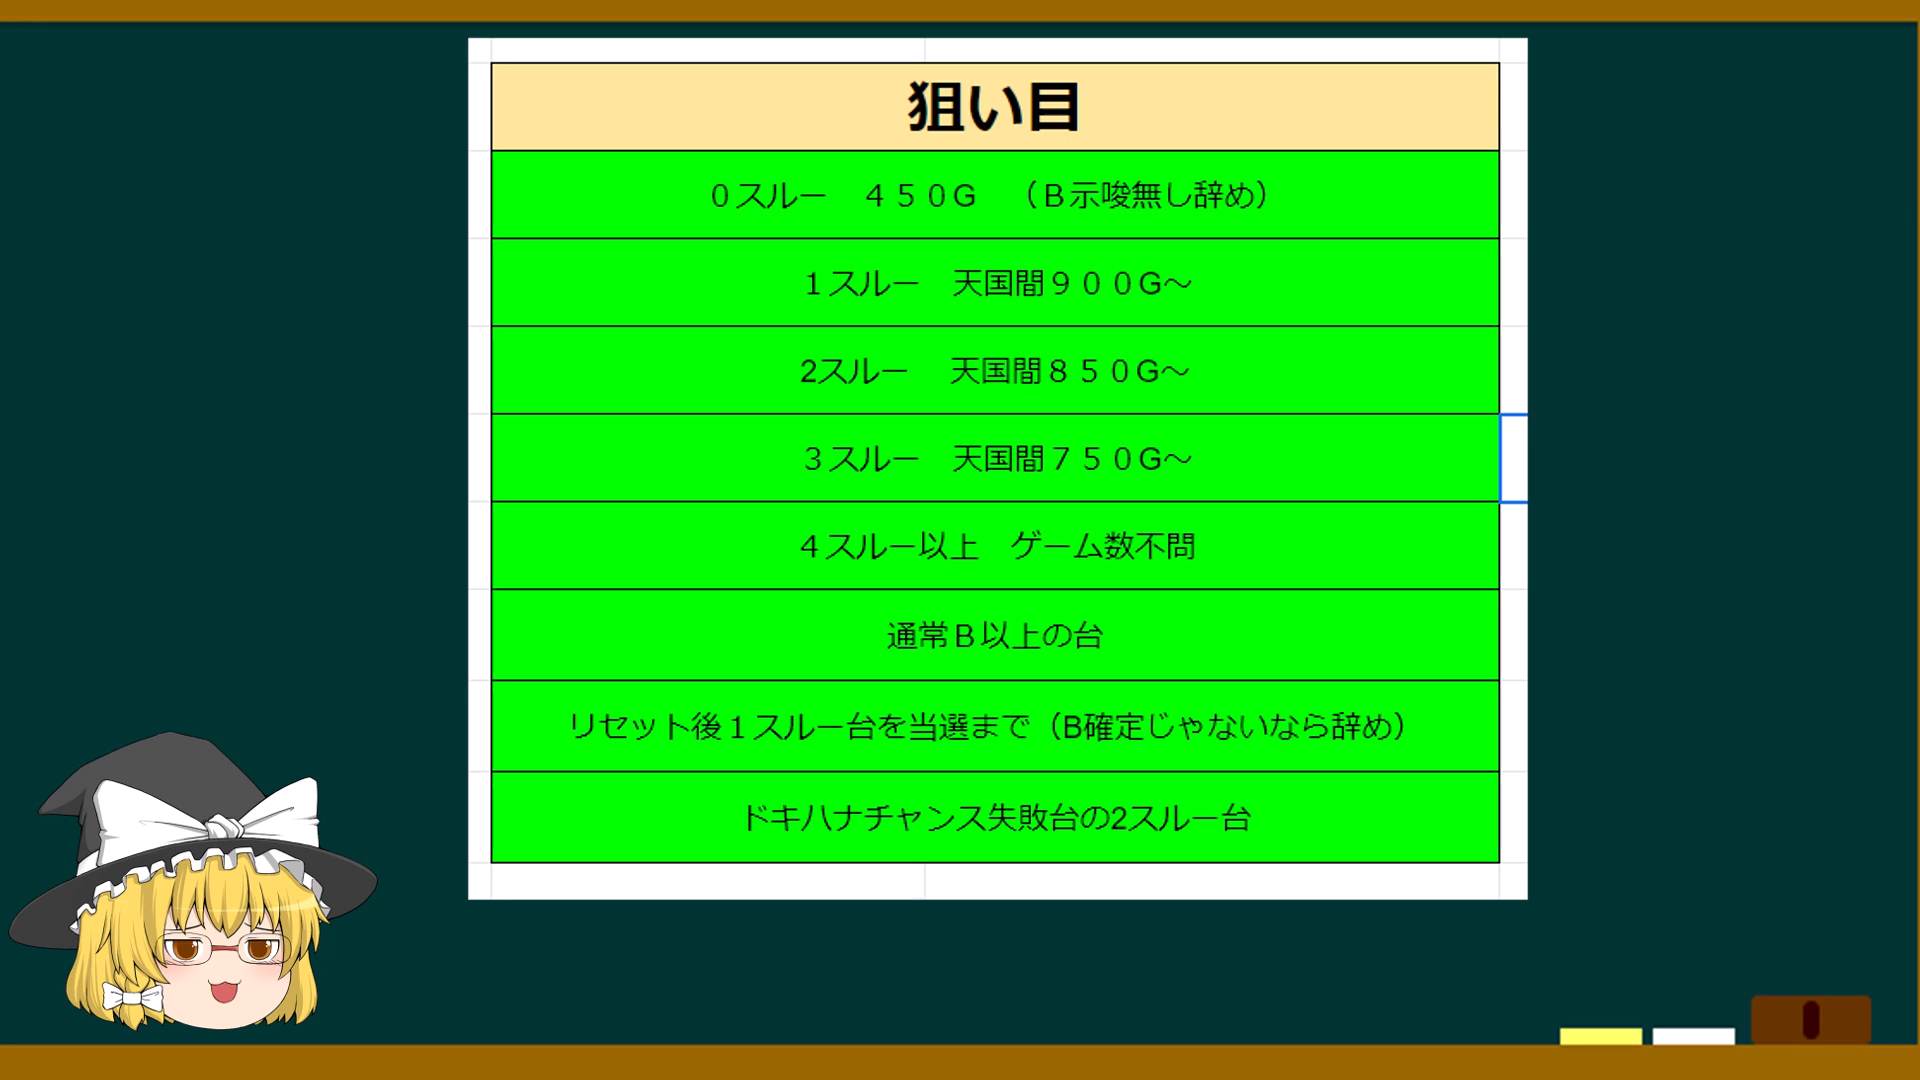 狙い目
０スルー　４５０G　（Ｂ示唆無し辞め）
１スルー　天国間９００G～
2スルー　天国間８５０G～
３スルー　天国間７５０G～
４スルー以上　ゲーム数不問
通常Ｂ以上の台
リセット後１スルー台を当選まで（B確定じゃないなら辞め）
ドキハナチャンス失敗台の2スルー台